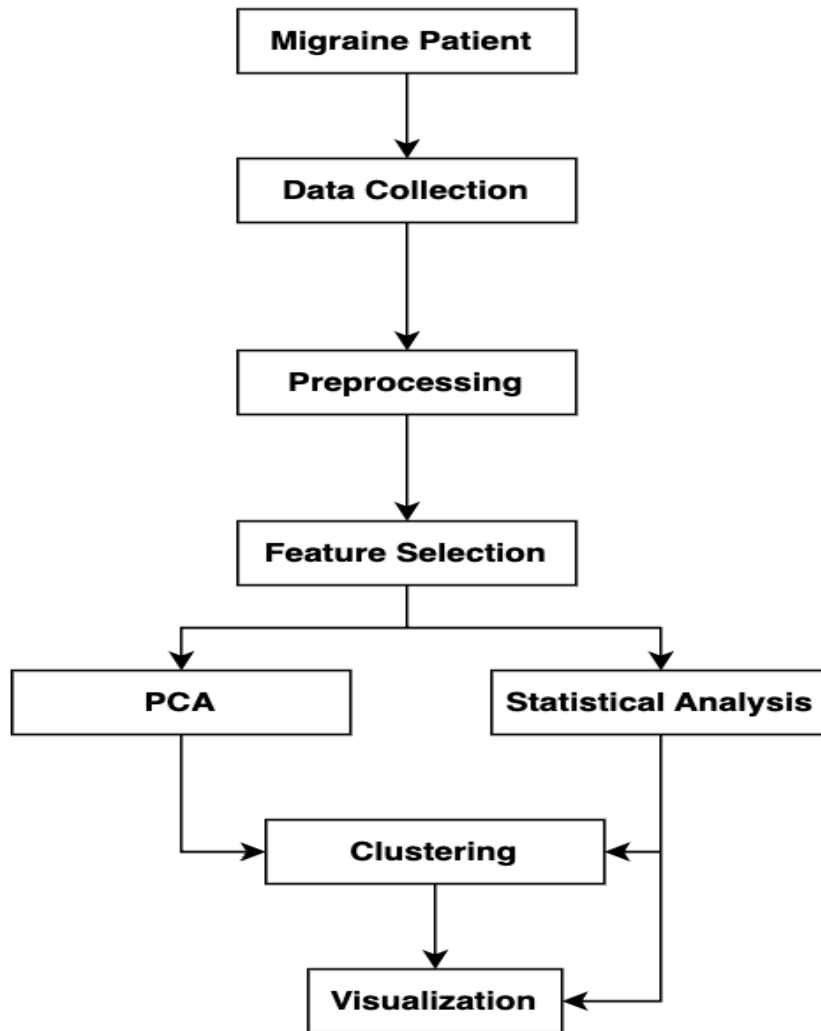 Migraine Patient
Data Collection
Preprocessing
Feature Selection
PCA
Statistical Analysis
Clustering
Visualization